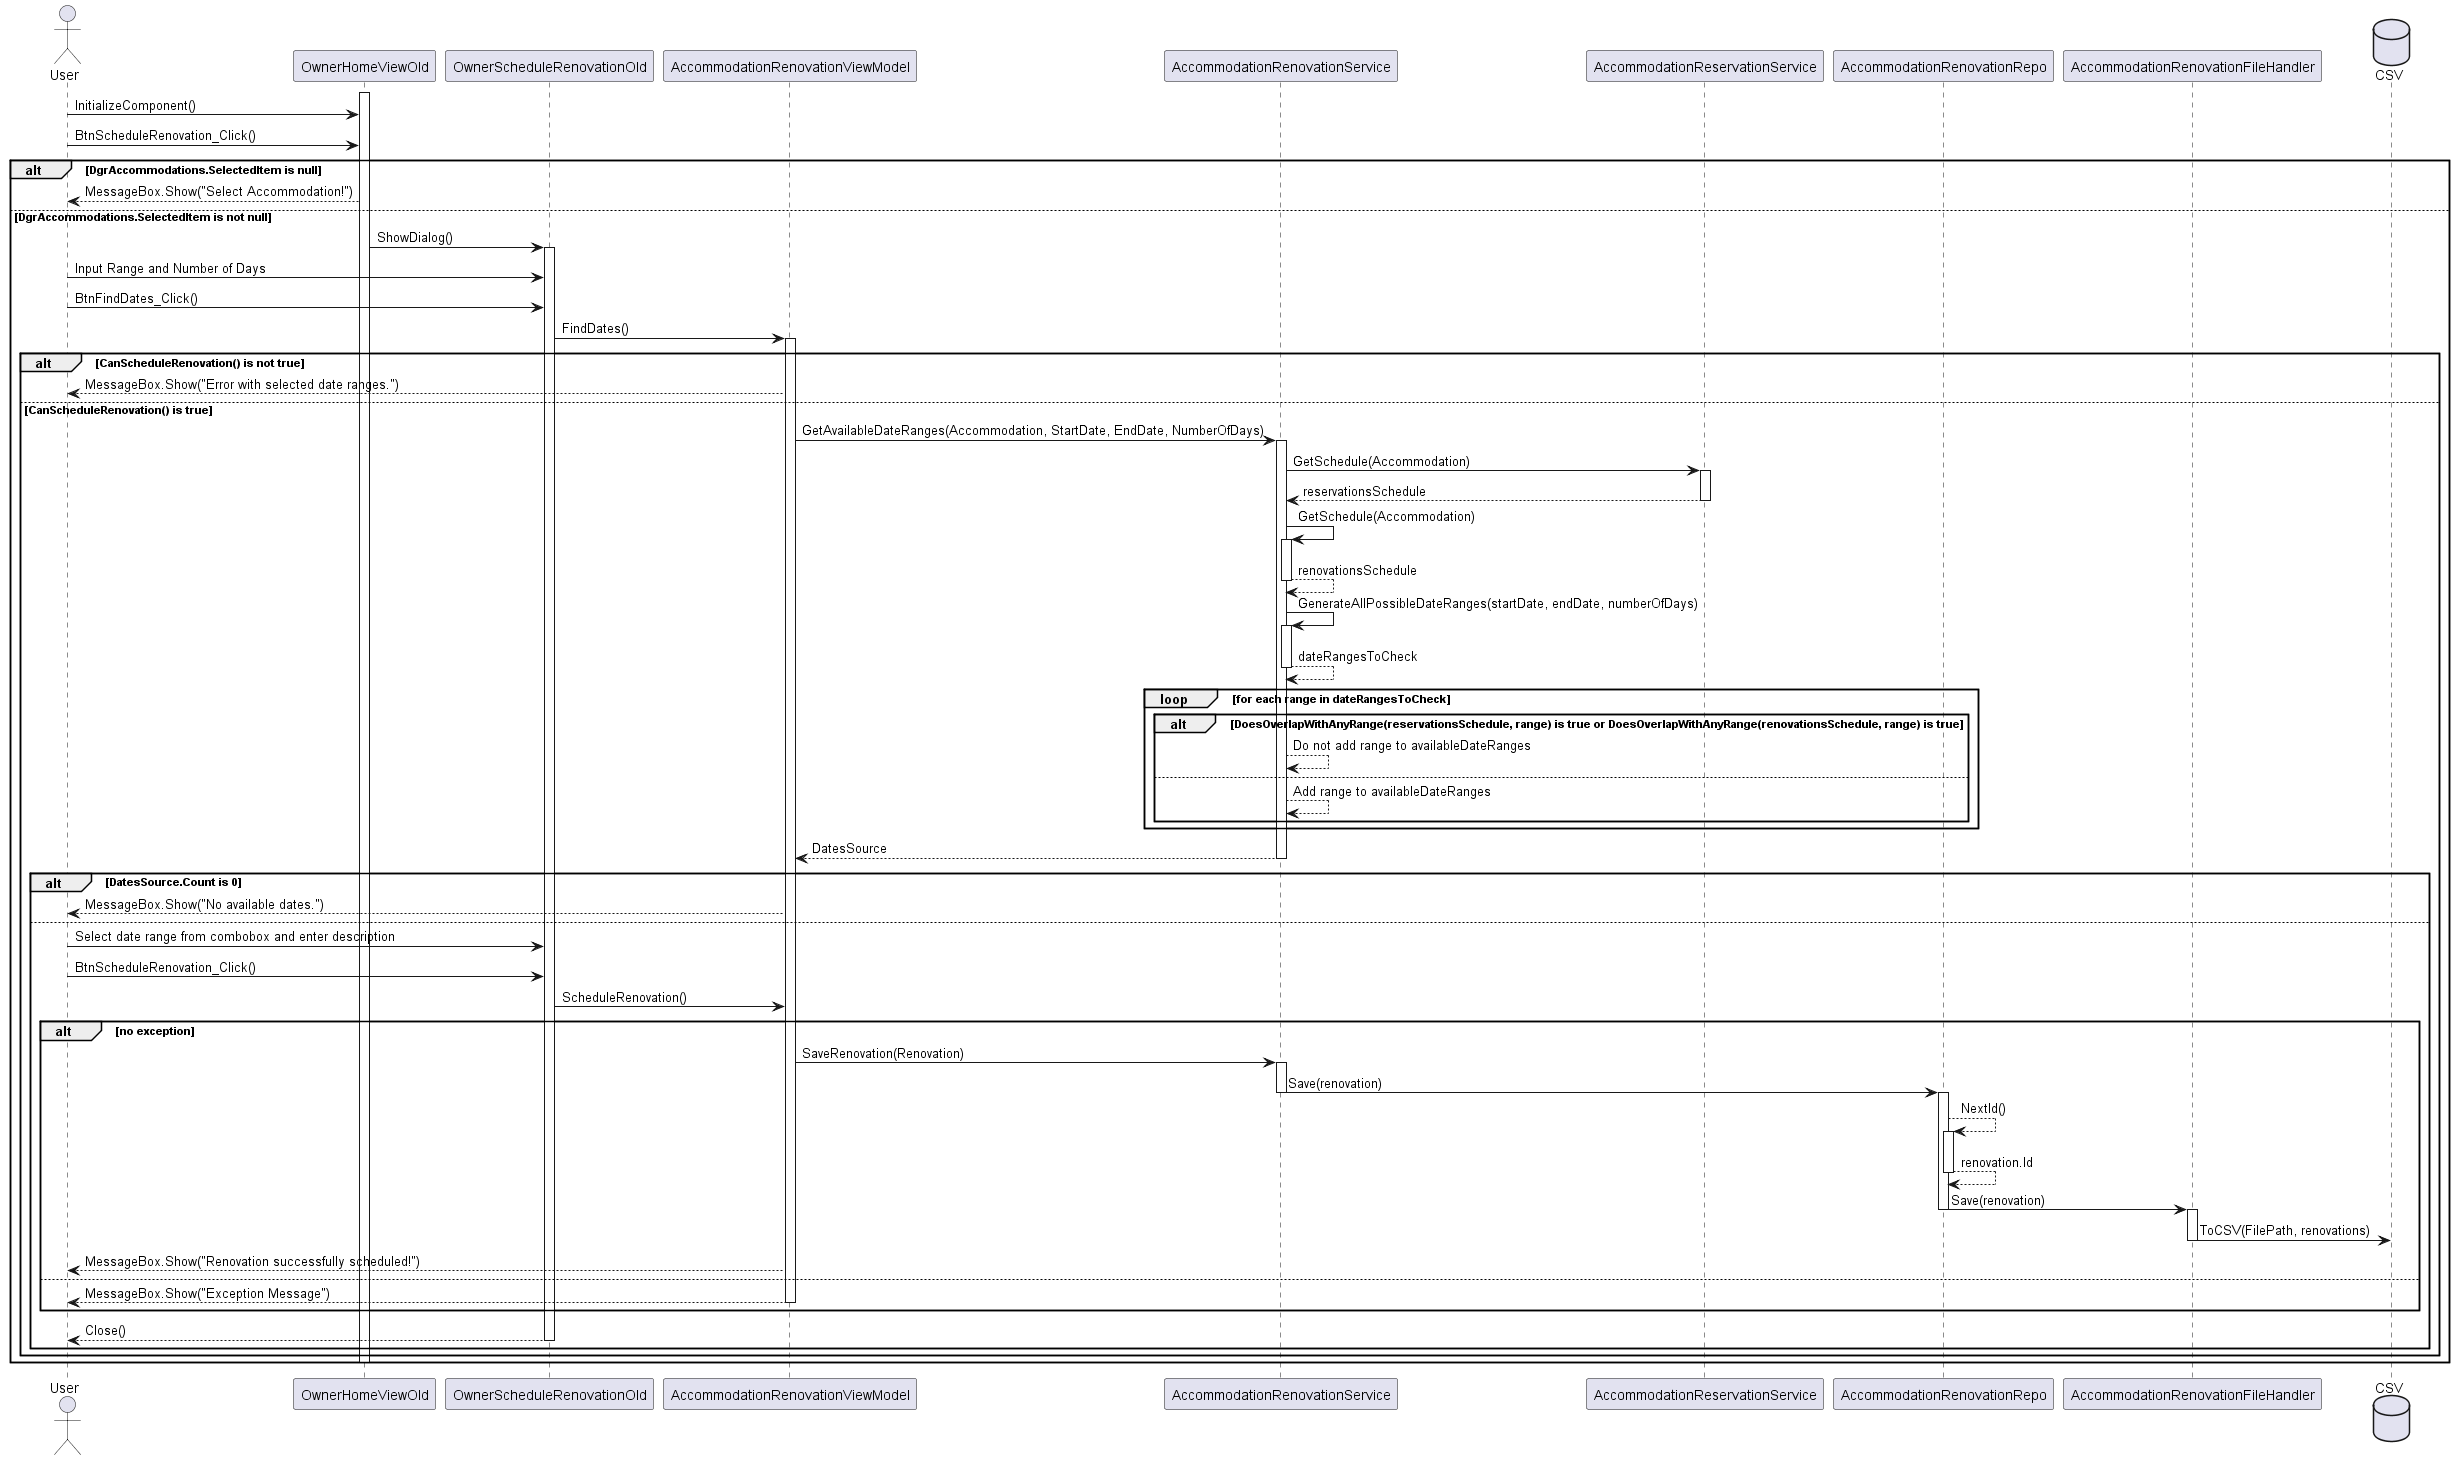 User
OwnerHomeViewOld
OwnerScheduleRenovationOld
AccommodationRenovationViewModel
AccommodationRenovationService
AccommodationReservationService
AccommodationRenovationRepo
AccommodationRenovationFileHandler
CSV
InitializeComponent()
BtnScheduleRenovation_Click()
alt [DgrAccommodations.SelectedItem is null]
MessageBox.Show("Select Accommodation!")
[DgrAccommodations.SelectedItem is not null]
ShowDialog()
Input Range and Number of Days
BtnFindDates_Click()
FindDates()
alt [CanScheduleRenovation() is not true]
MessageBox.Show("Error with selected date ranges.")
[CanScheduleRenovation() is true]
GetAvailableDateRanges(Accommodation, StartDate, EndDate, NumberOfDays)
GetSchedule(Accommodation)
reservationsSchedule
GetSchedule(Accommodation)
renovationsSchedule
GenerateAllPossibleDateRanges(startDate, endDate, numberOfDays)
dateRangesToCheck
loop [for each range in dateRangesToCheck]
alt [DoesOverlapWithAnyRange(reservationsSchedule, range) is true or DoesOverlapWithAnyRange(renovationsSchedule, range) is true]
Do not add range to availableDateRanges
Add range to availableDateRanges
DatesSource
alt [DatesSource.Count is 0]
MessageBox.Show("No available dates.")
Select date range from combobox and enter description
BtnScheduleRenovation_Click()
ScheduleRenovation()
alt [no exception]
SaveRenovation(Renovation)
Save(renovation)
NextId()
renovation.Id
Save(renovation)
ToCSV(FilePath, renovations)
MessageBox.Show("Renovation successfully scheduled!")
MessageBox.Show("Exception Message")
Close()
User
OwnerHomeViewOld
OwnerScheduleRenovationOld
AccommodationRenovationViewModel
AccommodationRenovationService
AccommodationReservationService
AccommodationRenovationRepo
AccommodationRenovationFileHandler
CSV